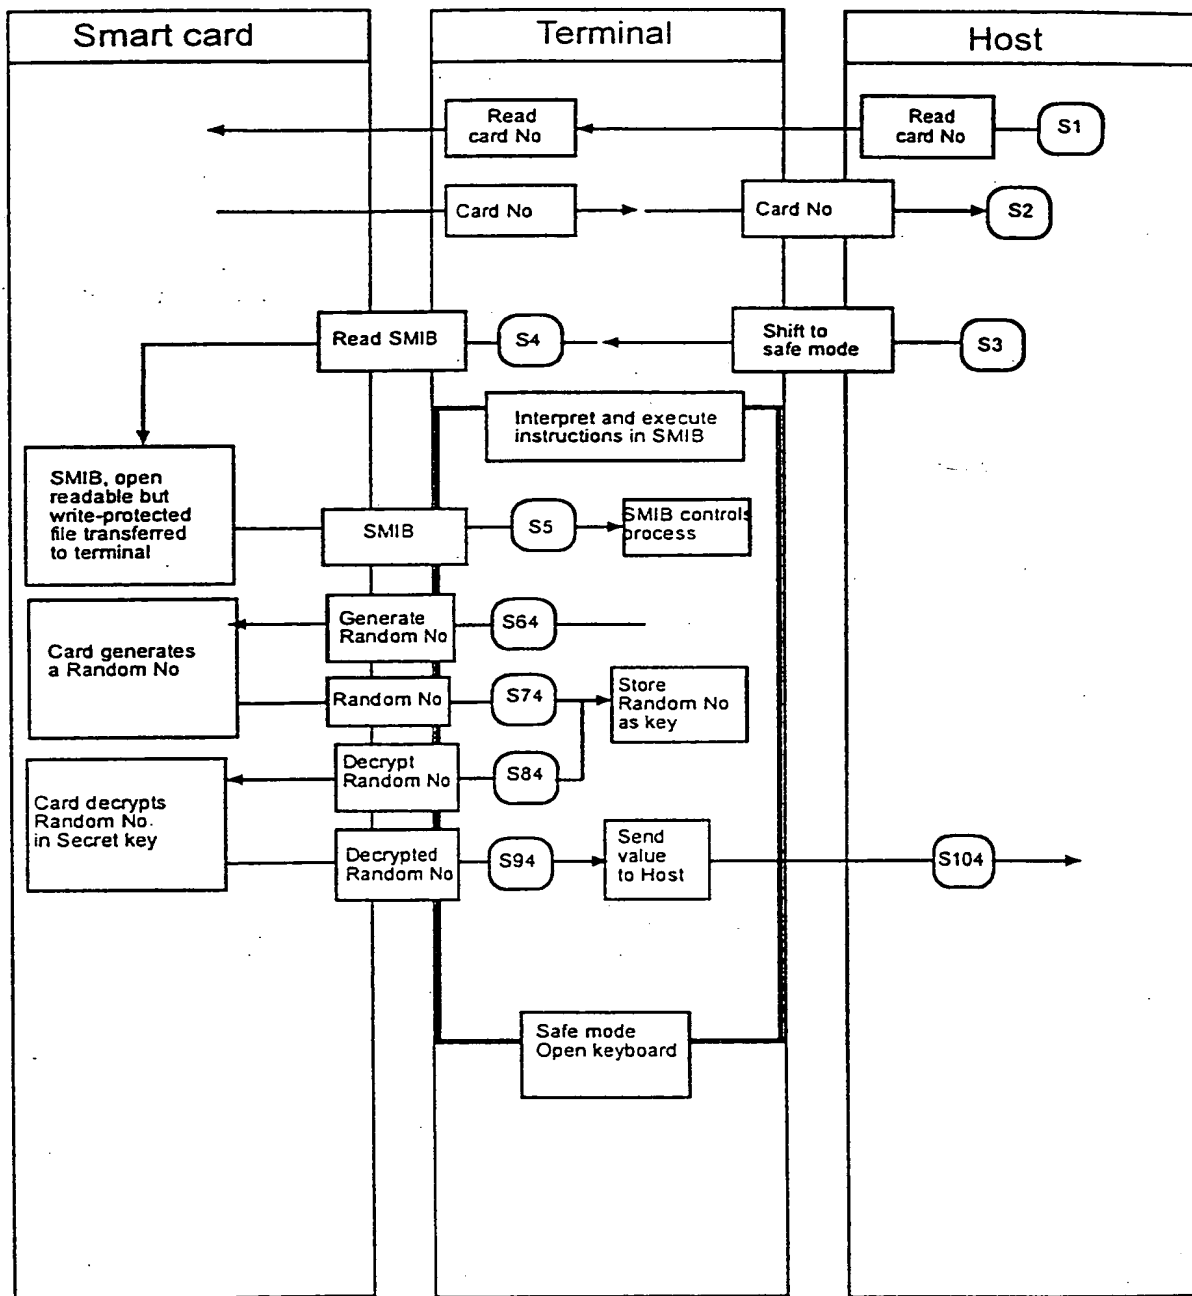 Smart card
Terminal
Host
Read
card No
Read
card No
S1
Card No
Card No
S2
Read SMIB
S4
Shift to
safe mode
S3
Interpret and execute
instructions in SMIB
SMIB, open
readable but
write-protected
file transferred
to terminal
SMIB
S5
SMIB controls
process
Card generates
a Random No
Generate
Random No
S64
Random No
S74
Store
Random No
as key
Decrypt
Random No
S84
Card decrypts
Random No.
in Secret key
Decrypted
Random No
S94
Send
value
to Host
S104
Safe mode
Open keyboard